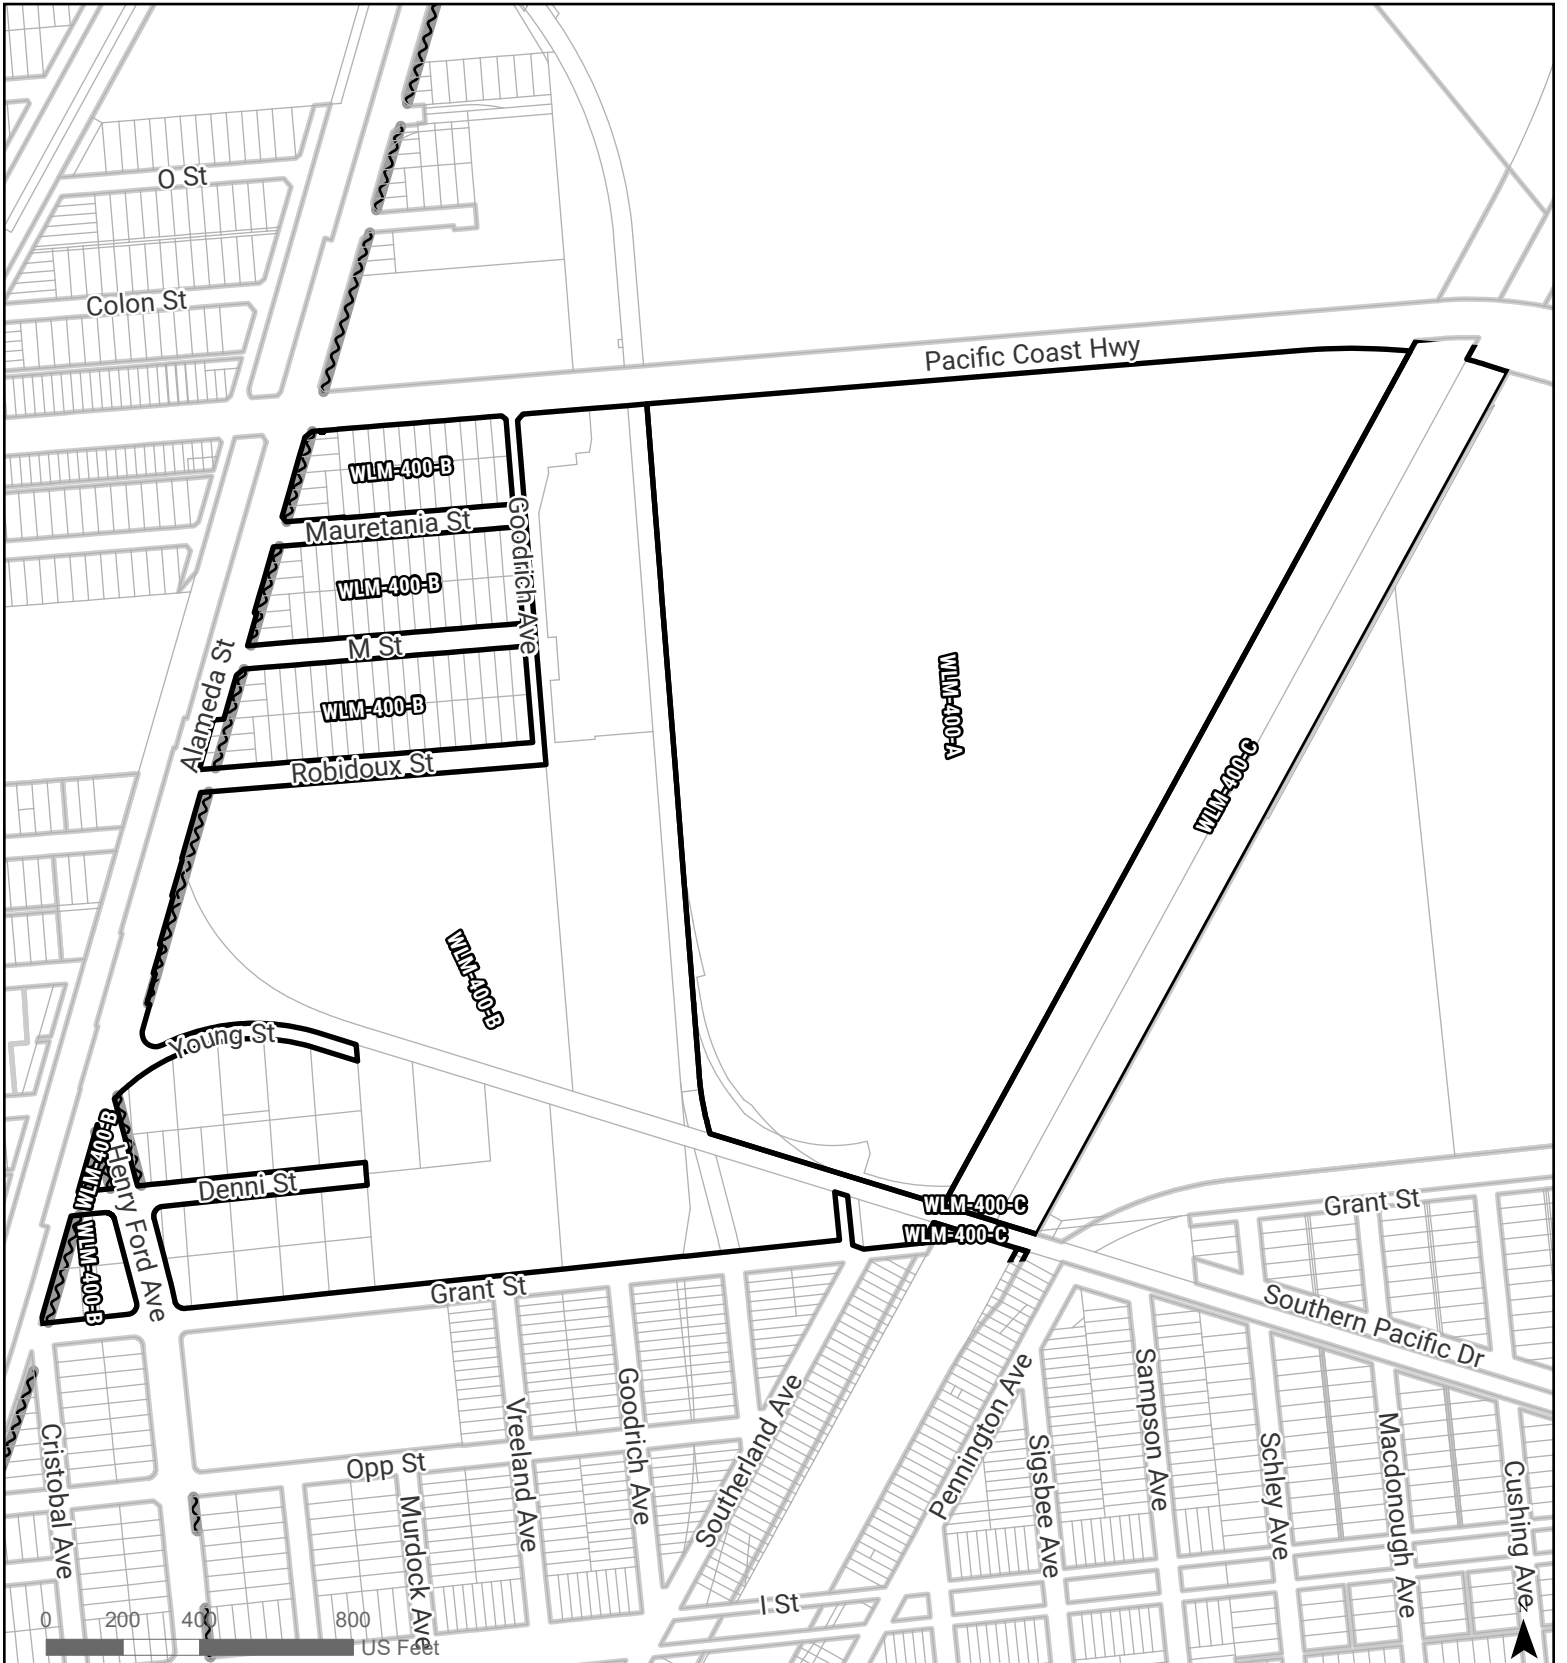 O St
Colon St
Pacific Coast Hwy
WLM-400-B
Mauretania St
Goodrich Ave
WLM-400-B
M St
Alameda St
WLM-400-A
WLM-400-B
Robidoux St
WLM-400-C
WLM-400-B
Young St
WLM-400-B
Henry Ford Ave
Denni St
WLM-400-C
Grant St
WLM-400-C
WLM-400-B
Grant St
Southern Pacific Dr
Cristobal Ave
Opp St
Murdock Ave
Vreeland Ave
Goodrich Ave
Southerland Ave
Pennington Ave
Sigsbee Ave
Sampson Ave
Schley Ave
Macdonough Ave
Cushing Ave
I St
0 200 400 800
US Feet